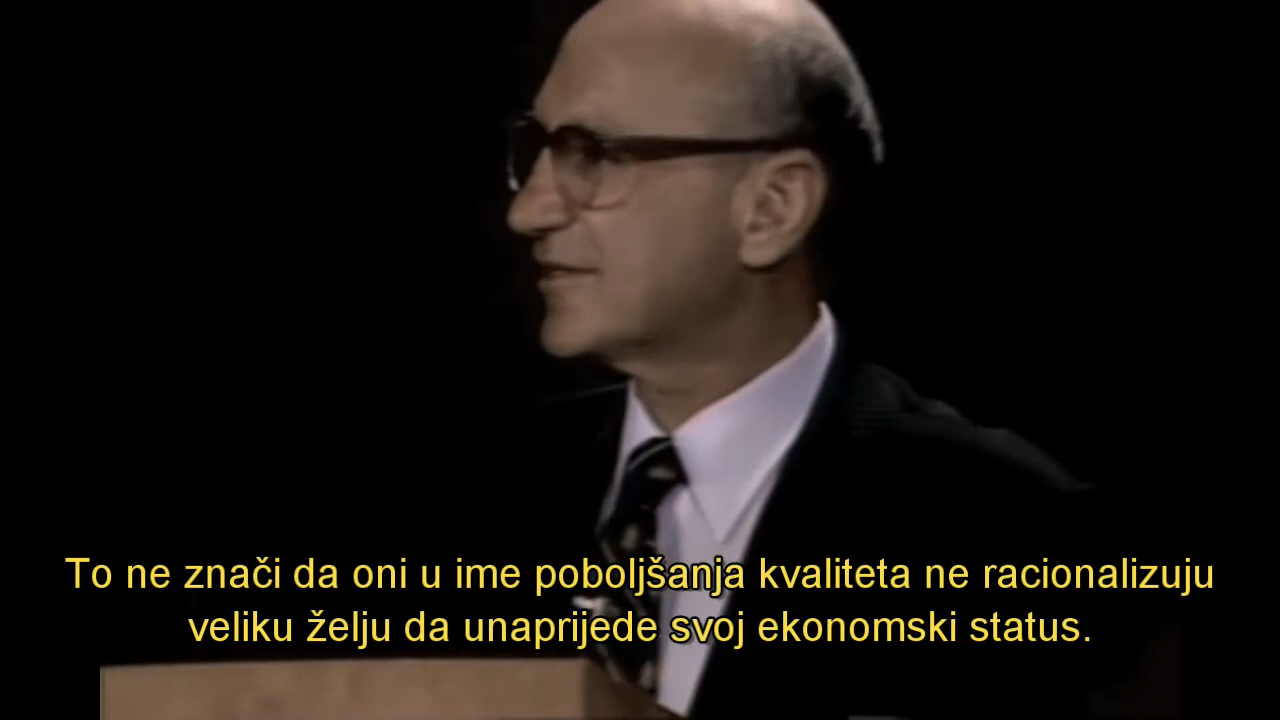 To ne znači da oni u ime poboljšanja kvaliteta ne racionalizuju
veliku želju da unaprijede svoj ekonomski status.